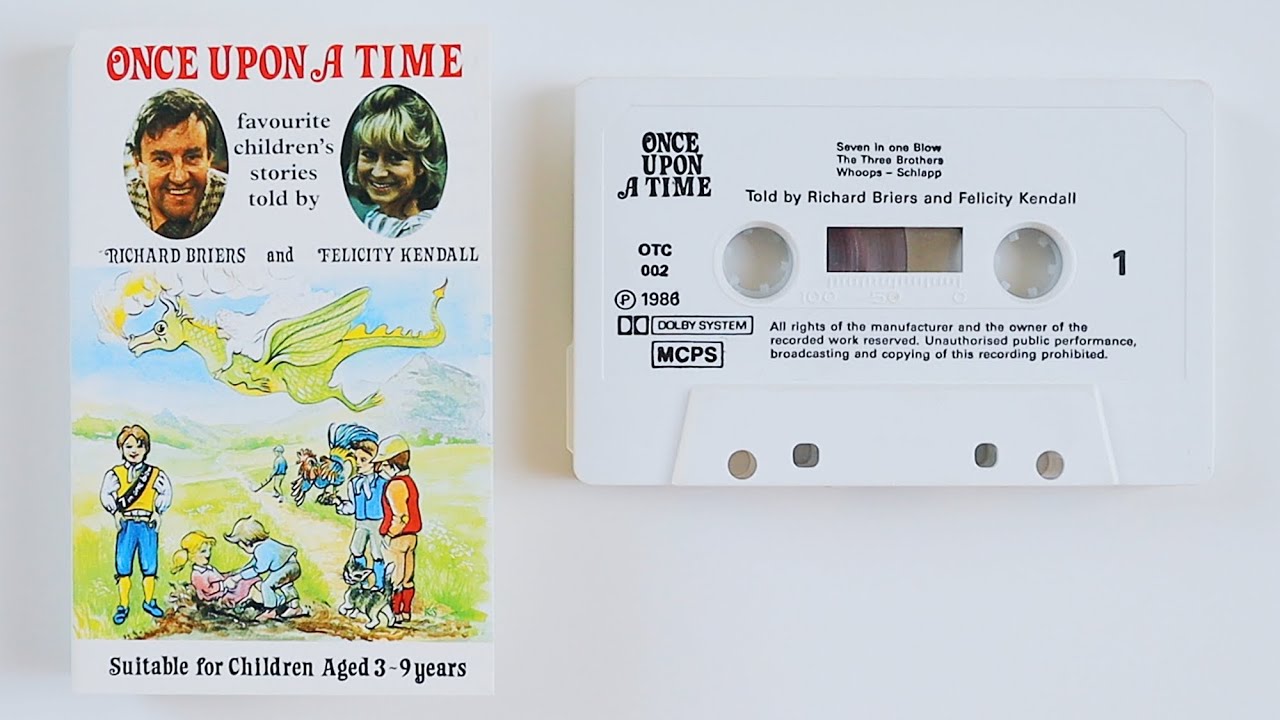 ONCE UPON A TIME
favourite
children's
stories
told by
RICHARD BRIERS and FELICITY KENDALL
Suitable for Children Aged 3-9 years
ONCE
UPON
A TIME
Seven in one Blow
The Three Brothers
Whoops - Schlapp
Told by Richard Briers and Felicity Kendall
OTC
002
Ⓟ 1986
DOLBY SYSTEM
MCPS
100 50 0
1
All rights of the manufacturer and the owner of the
recorded work reserved. Unauthorised public performance,
broadcasting and copying of this recording prohibited.